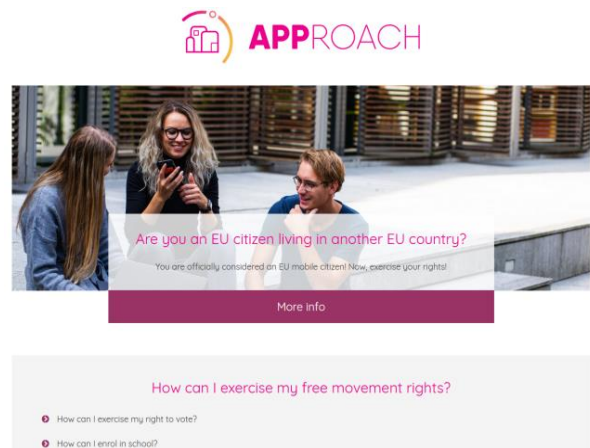 APPROACH
Are you an EU citizen living in another EU country?
You are officially considered an EU mobile citizen! Now, exercise your rights!
More info
How can I exercise my free movement rights?
How can I exercise my right to vote?
How can I enrol in school?